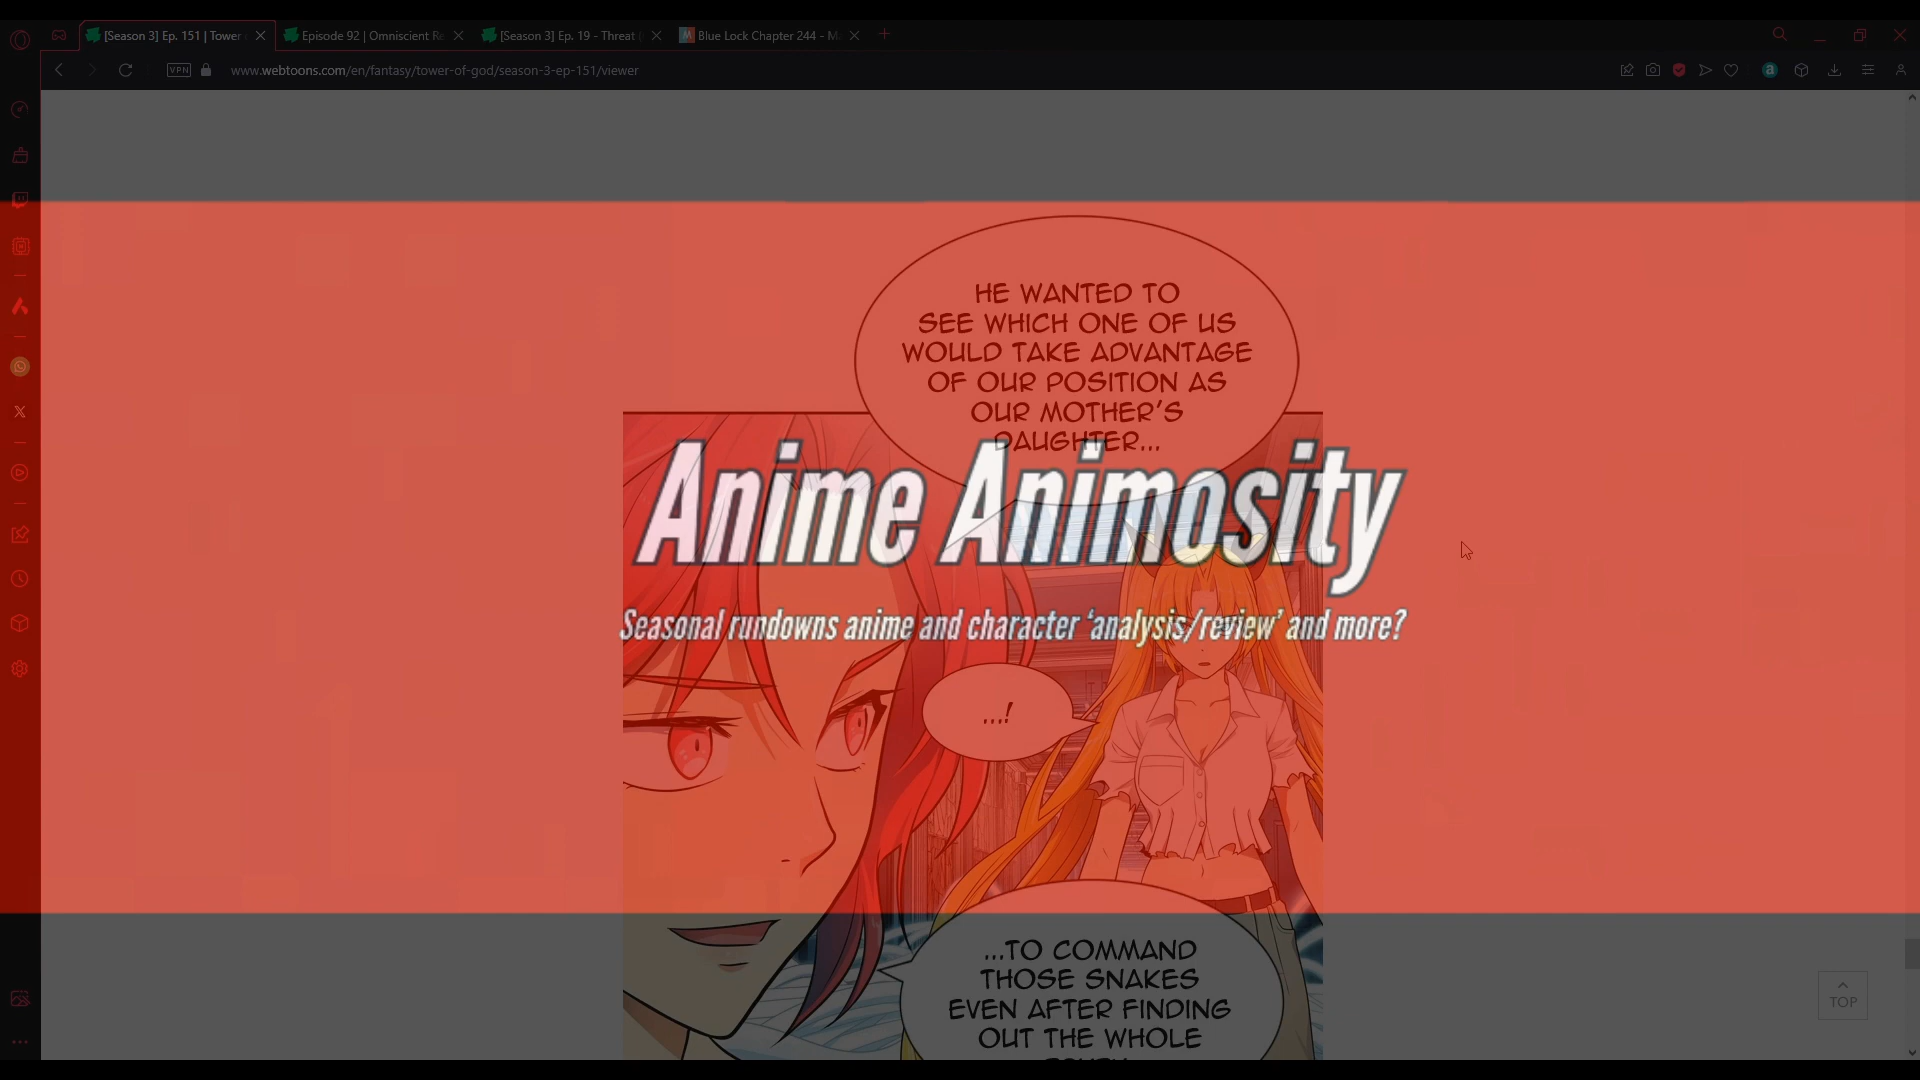 [Season 3] Ep. 151 | Tower
Episode 92 | Omniscient Re
[Season 3] Ep. 19 - Threat
Blue Lock Chapter 244 - M
VPN
www.webtoons.com/en/fantasy/tower-of-god/season-3-ep-151/viewer
HE WANTED TO
SEE WHICH ONE OF US
WOULD TAKE ADVANTAGE
OF OUR POSITION AS
OUR MOTHER'S
DAUGHTER...
Anime Animosity
Seasonal rundowns anime and character 'analysis/review' and more?
...!
...TO COMMAND
THOSE SNAKES
EVEN AFTER FINDING
OUT THE WHOLE
TOP